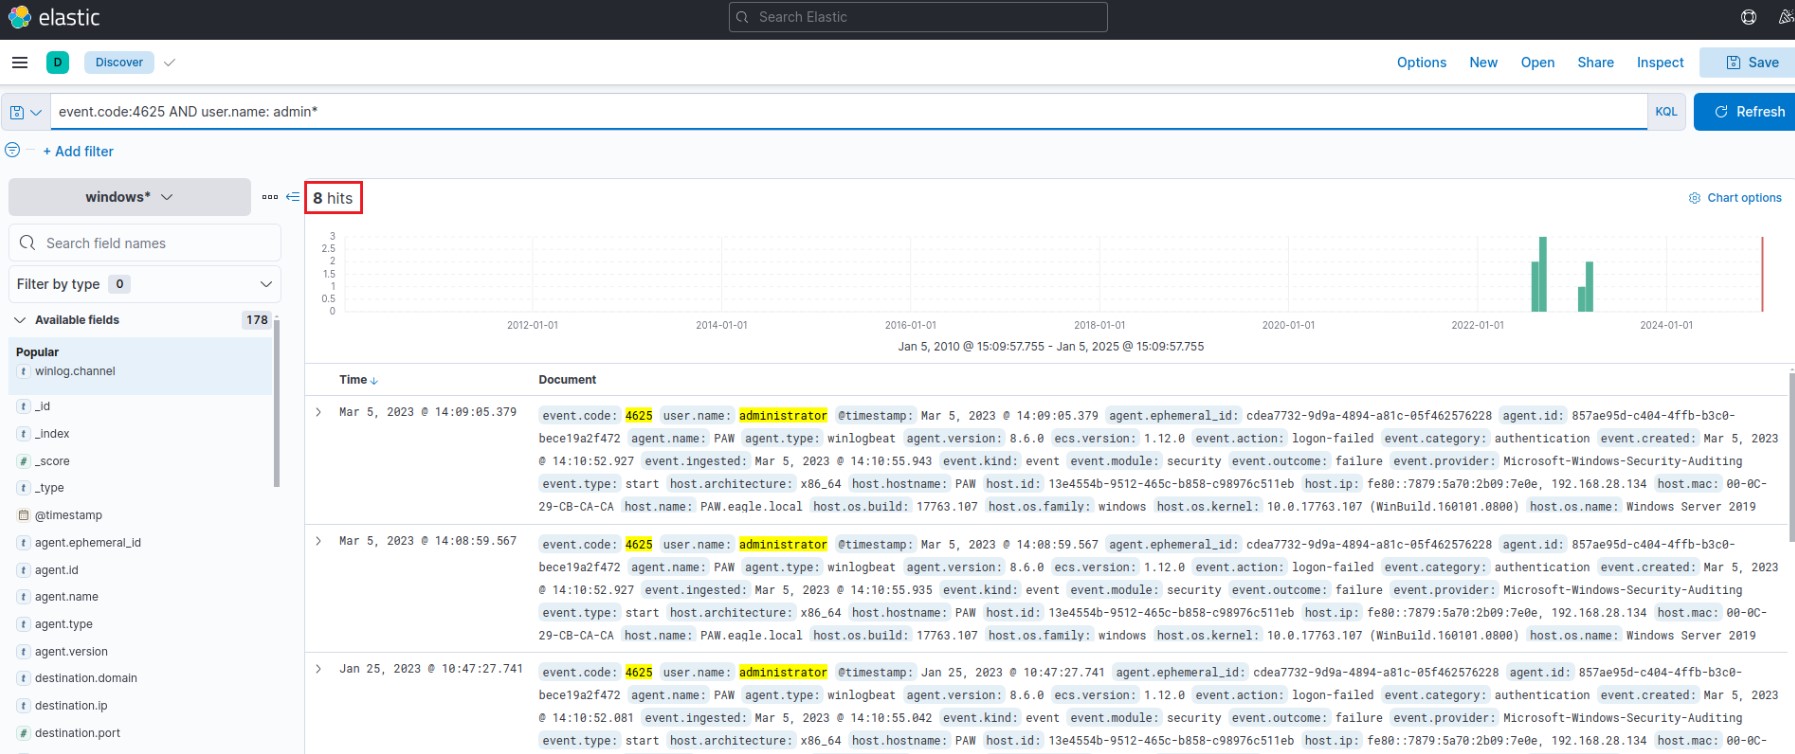 elastic
Search Elastic
D Discover
Options New Open Share Inspect Save
event.code:4625 AND user.name: admin*
KQL
Refresh
+ Add filter
windows*
8 hits
Chart options
Search field names
Filter by type 0
Available fields 178
Popular
t winlog.channel
t _id
t _index
# _score
t _type
@timestamp
t agent.ephemeral_id
t agent.id
t agent.name
t agent.type
t agent.version
t destination.domain
t destination.ip
# destination.port
3
2.5
2
1.5
1
0.5
0
2012-01-01 2014-01-01 2016-01-01 2018-01-01 2020-01-01 2022-01-01 2024-01-01
Jan 5, 2010 @ 15:09:57.755 - Jan 5, 2025 @ 15:09:57.755
Time Document
Mar 5, 2023 @ 14:09:05.379
event.code: 4625 user.name: administrator @timestamp: Mar 5, 2023 @ 14:09:05.379 agent.ephemeral_id: cdea7732-9d9a-4894-a81c-05f462576228 agent.id: 857ae95d-c404-4ffb-b3c0-
bece19a2f472 agent.name: PAW agent.type: winlogbeat agent.version: 8.6.0 ecs.version: 1.12.0 event.action: logon-failed event.category: authentication event.created: Mar 5, 2023
@ 14:10:52.927 event.ingested: Mar 5, 2023 @ 14:10:55.943 event.kind: event event.module: security event.outcome: failure event.provider: Microsoft-Windows-Security-Auditing
event.type: start host.architecture: x86_64 host.hostname: PAW host.id: 13e4554b-9512-465c-b858-c98976c511eb host.ip: fe80::7879:5a70:2b09:7e0e, 192.168.28.134 host.mac: 00-0C-
29-CB-CA-CA host.name: PAW.eagle.local host.os.build: 17763.107 host.os.family: windows host.os.kernel: 10.0.17763.107 (WinBuild.160101.0800) host.os.name: Windows Server 2019
Mar 5, 2023 @ 14:08:59.567
event.code: 4625 user.name: administrator @timestamp: Mar 5, 2023 @ 14:08:59.567 agent.ephemeral_id: cdea7732-9d9a-4894-a81c-05f462576228 agent.id: 857ae95d-c404-4ffb-b3c0-
bece19a2f472 agent.name: PAW agent.type: winlogbeat agent.version: 8.6.0 ecs.version: 1.12.0 event.action: logon-failed event.category: authentication event.created: Mar 5, 2023
@ 14:10:52.927 event.ingested: Mar 5, 2023 @ 14:10:55.935 event.kind: event event.module: security event.outcome: failure event.provider: Microsoft-Windows-Security-Auditing
event.type: start host.architecture: x86_64 host.hostname: PAW host.id: 13e4554b-9512-465c-b858-c98976c511eb host.ip: fe80::7879:5a70:2b09:7e0e, 192.168.28.134 host.mac: 00-0C-
29-CB-CA-CA host.name: PAW.eagle.local host.os.build: 17763.107 host.os.family: windows host.os.kernel: 10.0.17763.107 (WinBuild.160101.0800) host.os.name: Windows Server 2019
Jan 25, 2023 @ 10:47:27.741
event.code: 4625 user.name: administrator @timestamp: Jan 25, 2023 @ 10:47:27.741 agent.ephemeral_id: cdea7732-9d9a-4894-a81c-05f462576228 agent.id: 857ae95d-c404-4ffb-b3c0-
bece19a2f472 agent.name: PAW agent.type: winlogbeat agent.version: 8.6.0 ecs.version: 1.12.0 event.action: logon-failed event.category: authentication event.created: Mar 5, 2023
@ 14:10:52.081 event.ingested: Mar 5, 2023 @ 14:10:55.042 event.kind: event event.module: security event.outcome: failure event.provider: Microsoft-Windows-Security-Auditing
event.type: start host.architecture: x86_64 host.hostname: PAW host.id: 13e4554b-9512-465c-b858-c98976c511eb host.ip: fe80::7879:5a70:2b09:7e0e, 192.168.28.134 host.mac: 00-0C-